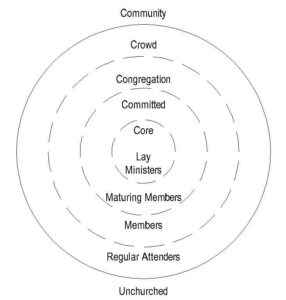 Community
Crowd
Congregation
Committed
Core
Lay
Ministers
Maturing Members
Members
Regular Attenders
Unchurched